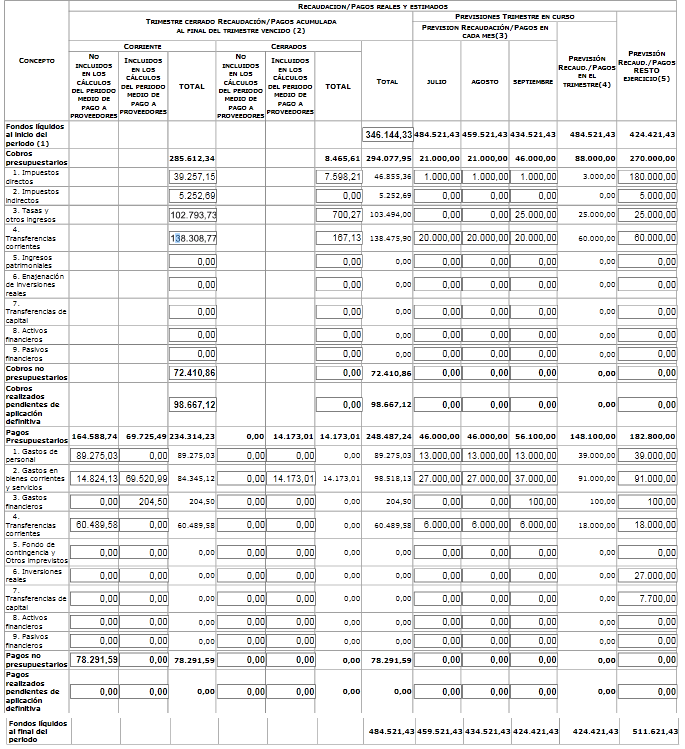 RECAUDACION/PAGOS REALES Y ESTIMADOS
TRIMESTRE CERRADO RECAUDACIÓN/PAGOS ACUMULADA AL FINAL DEL TRIMESTRE VENCIDO (2)
PREVISIONES TRIMESTRE EN CURSO
PREVISION RECAUDACIÓN/PAGOS EN CADA MES(3)
CORRIENTE CERRADOS
CONCEPTO NO INCLUIDOS EN LOS CÁLCULOS DEL PERIODO MEDIO DE PAGO A PROVEEDORES INCLUIDOS EN LOS CÁLCULOS DEL PERIODO MEDIO DE PAGO A PROVEEDORES TOTAL NO INCLUIDOS EN LOS CÁLCULOS DEL PERIODO MEDIO DE PAGO A PROVEEDORES INCLUIDOS EN LOS CÁLCULOS DEL PERIODO MEDIO DE PAGO A PROVEEDORES TOTAL TOTAL JULIO AGOSTO SEPTIEMBRE PREVISIÓN RECAUD./PAGOS EN EL TRIMESTRE(4) PREVISIÓN RECAUD./PAGOS RESTO EJERCICIO(5)
Fondos líquidos al inicio del periodo (1) 346.144,33 484.521,43 459.521,43 434.521,43 484.521,43 424.421,43
Cobros presupuestarios 285.612,34 8.465,61 294.077,95 21.000,00 21.000,00 46.000,00 88.000,00 270.000,00
1. Impuestos directos 39.257,15 7.598,21 46.855,36 1.000,00 1.000,00 1.000,00 3.000,00 180.000,00
2. Impuestos indirectos 5.252,69 0,00 5.252,69 0,00 0,00 0,00 0,00 5.000,00
3. Tasas y otros ingresos 102.793,73 700,27 103.494,00 0,00 0,00 25.000,00 25.000,00 25.000,00
4. Transferencias corrientes 138.308,77 167,13 138.475,90 20.000,00 20.000,00 20.000,00 60.000,00 60.000,00
5. Ingresos patrimoniales 0,00 0,00 0,00 0,00 0,00 0,00 0,00 0,00
6. Enajenación de inversiones reales 0,00 0,00 0,00 0,00 0,00 0,00 0,00 0,00
7. Transferencias de capital 0,00 0,00 0,00 0,00 0,00 0,00 0,00 0,00
8. Activos financieros 0,00 0,00 0,00 0,00 0,00 0,00 0,00 0,00
9. Pasivos financieros 0,00 0,00 0,00 0,00 0,00 0,00 0,00 0,00
Cobros no presupuestarios 72.410,86 0,00 72.410,86 0,00 0,00 0,00 0,00 0,00
Cobros realizados pendientes de aplicación definitiva 98.667,12 0,00 98.667,12 0,00 0,00 0,00 0,00 0,00
Pagos Presupuestarios 164.588,74 69.725,49 234.314,23 0,00 14.173,01 14.173,01 248.487,24 46.000,00 46.000,00 56.100,00 148.100,00 182.800,00
1. Gastos de personal 89.275,03 0,00 89.275,03 0,00 0,00 0,00 89.275,03 13.000,00 13.000,00 13.000,00 39.000,00 39.000,00
2. Gastos en bienes corrientes y servicios 14.824,13 69.520,99 84.345,12 0,00 14.173,01 14.173,01 98.518,13 27.000,00 27.000,00 37.000,00 91.000,00 91.000,00
3. Gastos financieros 0,00 204,50 204,50 0,00 0,00 0,00 204,50 0,00 0,00 100,00 100,00 100,00
4. Transferencias corrientes 60.489,58 0,00 60.489,58 0,00 0,00 0,00 60.489,58 6.000,00 6.000,00 6.000,00 18.000,00 18.000,00
5. Fondo de contingencia y Otros imprevistos 0,00 0,00 0,00 0,00 0,00 0,00 0,00 0,00 0,00 0,00 0,00 0,00
6. Inversiones reales 0,00 0,00 0,00 0,00 0,00 0,00 0,00 0,00 0,00 0,00 0,00 27.000,00
7. Transferencias de capital 0,00 0,00 0,00 0,00 0,00 0,00 0,00 0,00 0,00 0,00 0,00 7.700,00
8. Activos financieros 0,00 0,00 0,00 0,00 0,00 0,00 0,00 0,00 0,00 0,00 0,00 0,00
9. Pasivos financieros 0,00 0,00 0,00 0,00 0,00 0,00 0,00 0,00 0,00 0,00 0,00 0,00
Pagos no presupuestarios 78.291,59 0,00 78.291,59 0,00 0,00 0,00 78.291,59 0,00 0,00 0,00 0,00 0,00
Pagos realizados pendientes de aplicación definitiva 0,00 0,00 0,00 0,00 0,00 0,00 0,00 0,00 0,00 0,00 0,00 0,00
Fondos líquidos al final del periodo 484.521,43 459.521,43 434.521,43 424.421,43 424.421,43 511.621,43